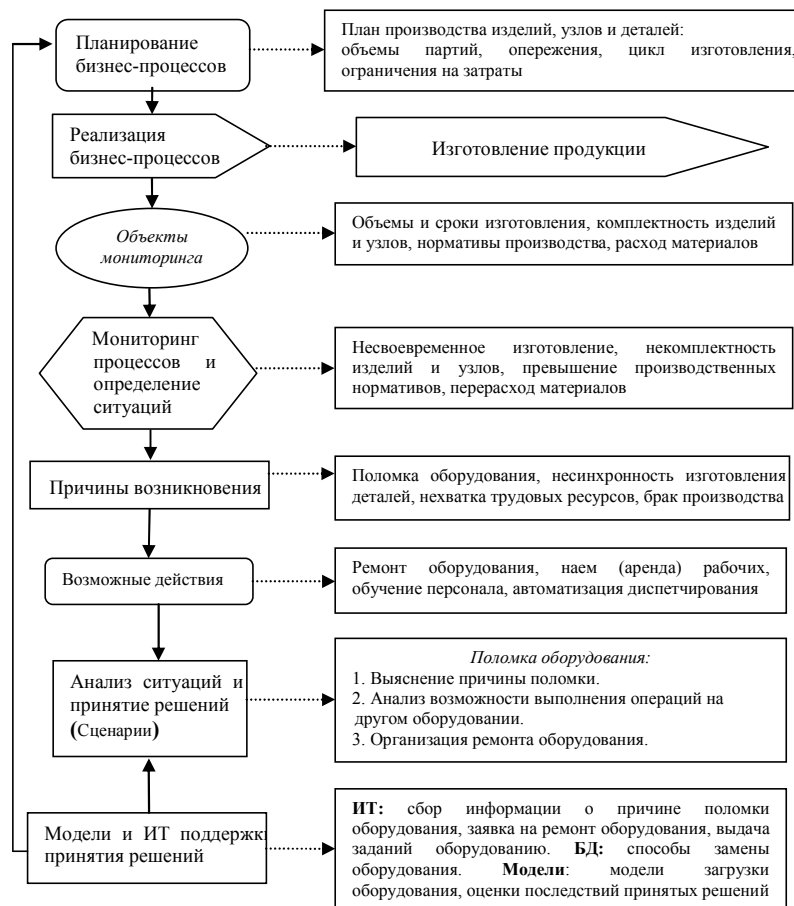 Планирование
бизнес-процессов
План производства изделий, узлов и деталей:
объемы партий, опережения, цикл изготовления,
ограничения на затраты
Реализация
бизнес-процессов
Изготовление продукции
Объекты
мониторинга
Объемы и сроки изготовления, комплектность изделий
и узлов, нормативы производства, расход материалов
Мониторинг
процессов и
определение
ситуаций
Несвоевременное изготовление, некомплектность
изделий и узлов, превышение производственных
нормативов, перерасход материалов
Причины возникновения
Поломка оборудования, несинхронность изготовления
деталей, нехватка трудовых ресурсов, брак производства
Возможные действия
Ремонт оборудования, наем (аренда) рабочих,
обучение персонала, автоматизация диспетчирования
Анализ ситуаций и
принятие решений
(Сценарии)
Поломка оборудования:
1. Выяснение причины поломки.
2. Анализ возможности выполнения операций на
другом оборудовании.
3. Организация ремонта оборудования.
Модели и ИТ поддержки
принятия решений
ИТ: сбор информации о причине поломки
оборудования, заявка на ремонт оборудования, выдача
заданий оборудованию. БД: способы замены
оборудования. Модели: модели загрузки
оборудования, оценки последствий принятых решений